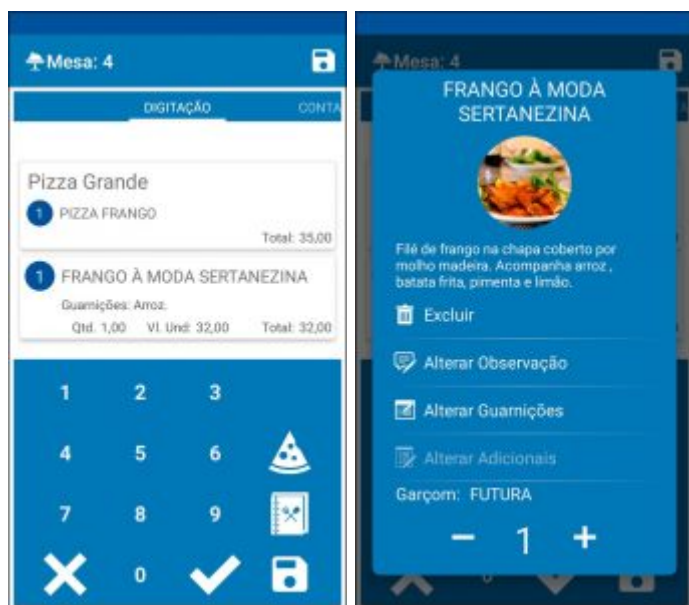 Mesa: 4
DIGITAÇÃO
CONTA
Pizza Grande
1 PIZZA FRANGO
Total: 35,00
1 FRANGO À MODA SERTANEZINA
Guarnições: Arroz.
Qtd. 1,00 Vl. Und: 32,00 Total: 32,00
1 2 3
4 5 6
7 8 9
0
Mesa: 4
FRANGO À MODA
SERTANEZINA
Filé de frango na chapa coberto por
molho madeira. Acompanha arroz ,
batata frita, pimenta e limão.
Excluir
Alterar Observação
Alterar Guarnições
Alterar Adicionais
Garçom: FUTURA
− 1 +